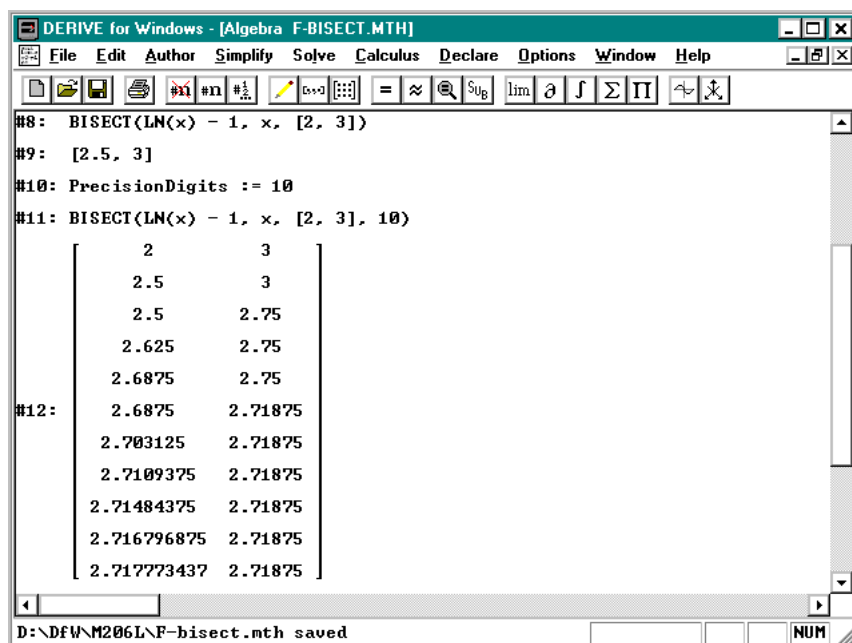 DERIVE for Windows - [Algebra F-BISECT.MTH]
File Edit Author Simplify Solve Calculus Declare Options Window Help
#n #n #½ = ≈ SUB lim ∂ ∫ Σ Π
#8: BISECT(LN(x) - 1, x, [2, 3])
#9: [2.5, 3]
#10: PrecisionDigits := 10
#11: BISECT(LN(x) - 1, x, [2, 3], 10)
2 3
2.5 3
2.5 2.75
2.625 2.75
2.6875 2.75
#12: 2.6875 2.71875
2.703125 2.71875
2.7109375 2.71875
2.71484375 2.71875
2.716796875 2.71875
2.717773437 2.71875
D:\DfW\M206L\F-bisect.mth saved NUM